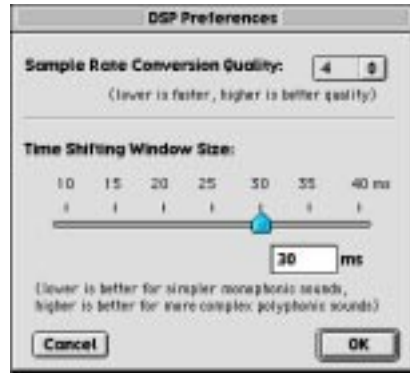 DSP Preferences
Sample Rate Conversion Quality: 4
(lower is faster, higher is better quality)
Time Shifting Window Size:
10 15 20 25 30 35 40 ms
30 ms
(lower is better for simpler monophonic sounds,
higher is better for more complex polyphonic sounds)
Cancel OK